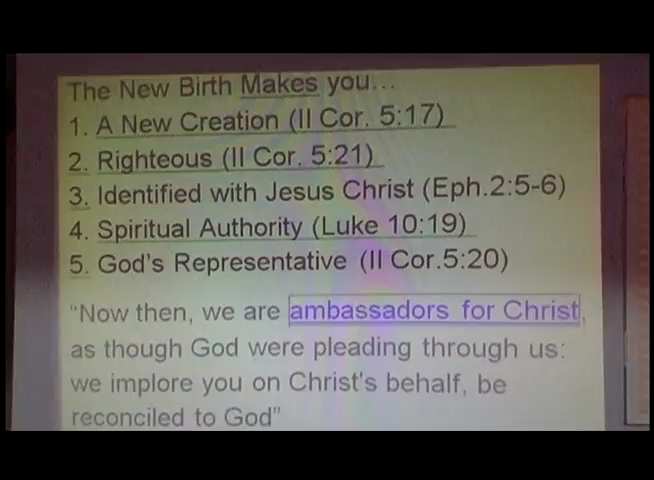 The New Birth Makes you...
1. A New Creation (II Cor. 5:17)
2. Righteous (II Cor. 5:21)
3. Identified with Jesus Christ (Eph.2:5-6)
4. Spiritual Authority (Luke 10:19)
5. God's Representative (II Cor.5:20)
"Now then, we are ambassadors for Christ,
as though God were pleading through us:
we implore you on Christ's behalf, be
reconciled to God"